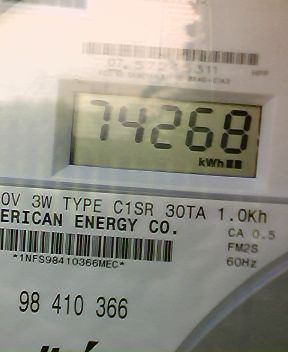 74268
kWh
0V 3W TYPE C1SR 30TA 1.0Kh
ERICAN ENERGY CO.
CA 0.5
FM2S
60Hz
*1NFS98410366MEC*
98 410 366